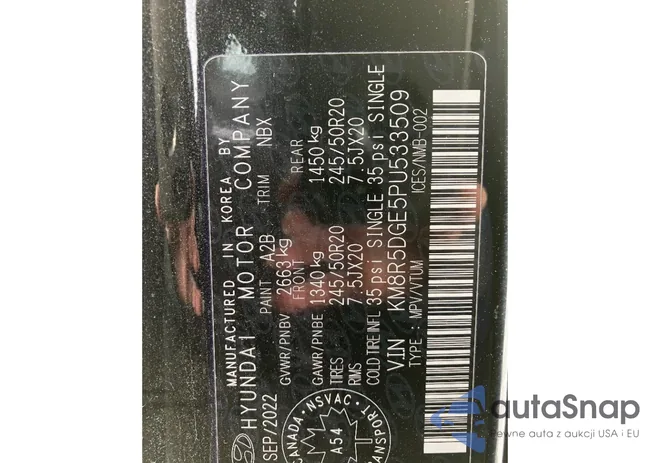 MANUFACTURED IN KOREA BY
HYUNDAI MOTOR COMPANY
SEP/2022 PAINT A2B TRIM NBX
GVWR/PNBV 2663 kg
FRONT REAR
GAWR/PNBE 1340 kg 1450 kg
TIRES 245/50R20 245/50R20
RIMS 7.5JX20 7.5JX20
COLD TIRE INFL 35 psi SINGLE 35 psi SINGLE
VIN KM8R5DGE5PU533509
TYPE : MPV/VTUM ICES/NMB-002
CANADA • NSVAC •
TRANSPORT
A54
autaSnap
Pewne auta z aukcji USA i EU